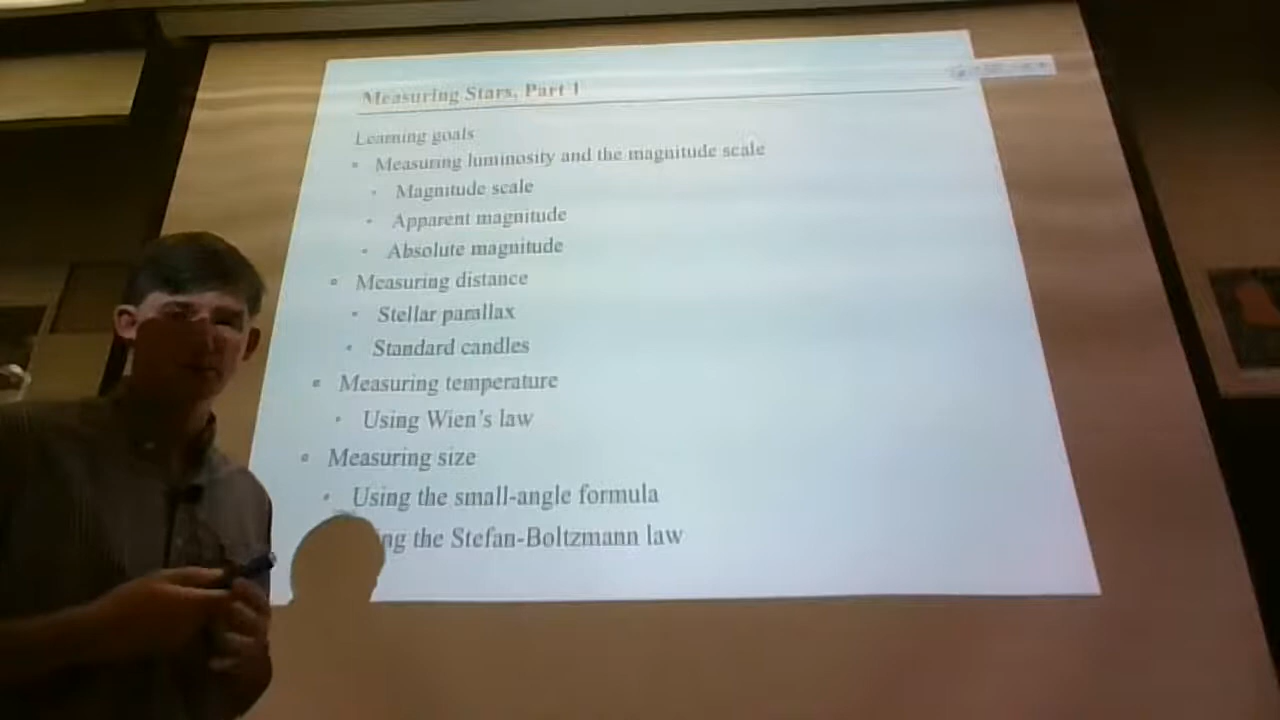 Measuring Stars, Part 1
Learning goals
Measuring luminosity and the magnitude scale
Magnitude scale
Apparent magnitude
Absolute magnitude
Measuring distance
Stellar parallax
Standard candles
Measuring temperature
Using Wien's law
Measuring size
Using the small-angle formula
the Stefan-Boltzmann law